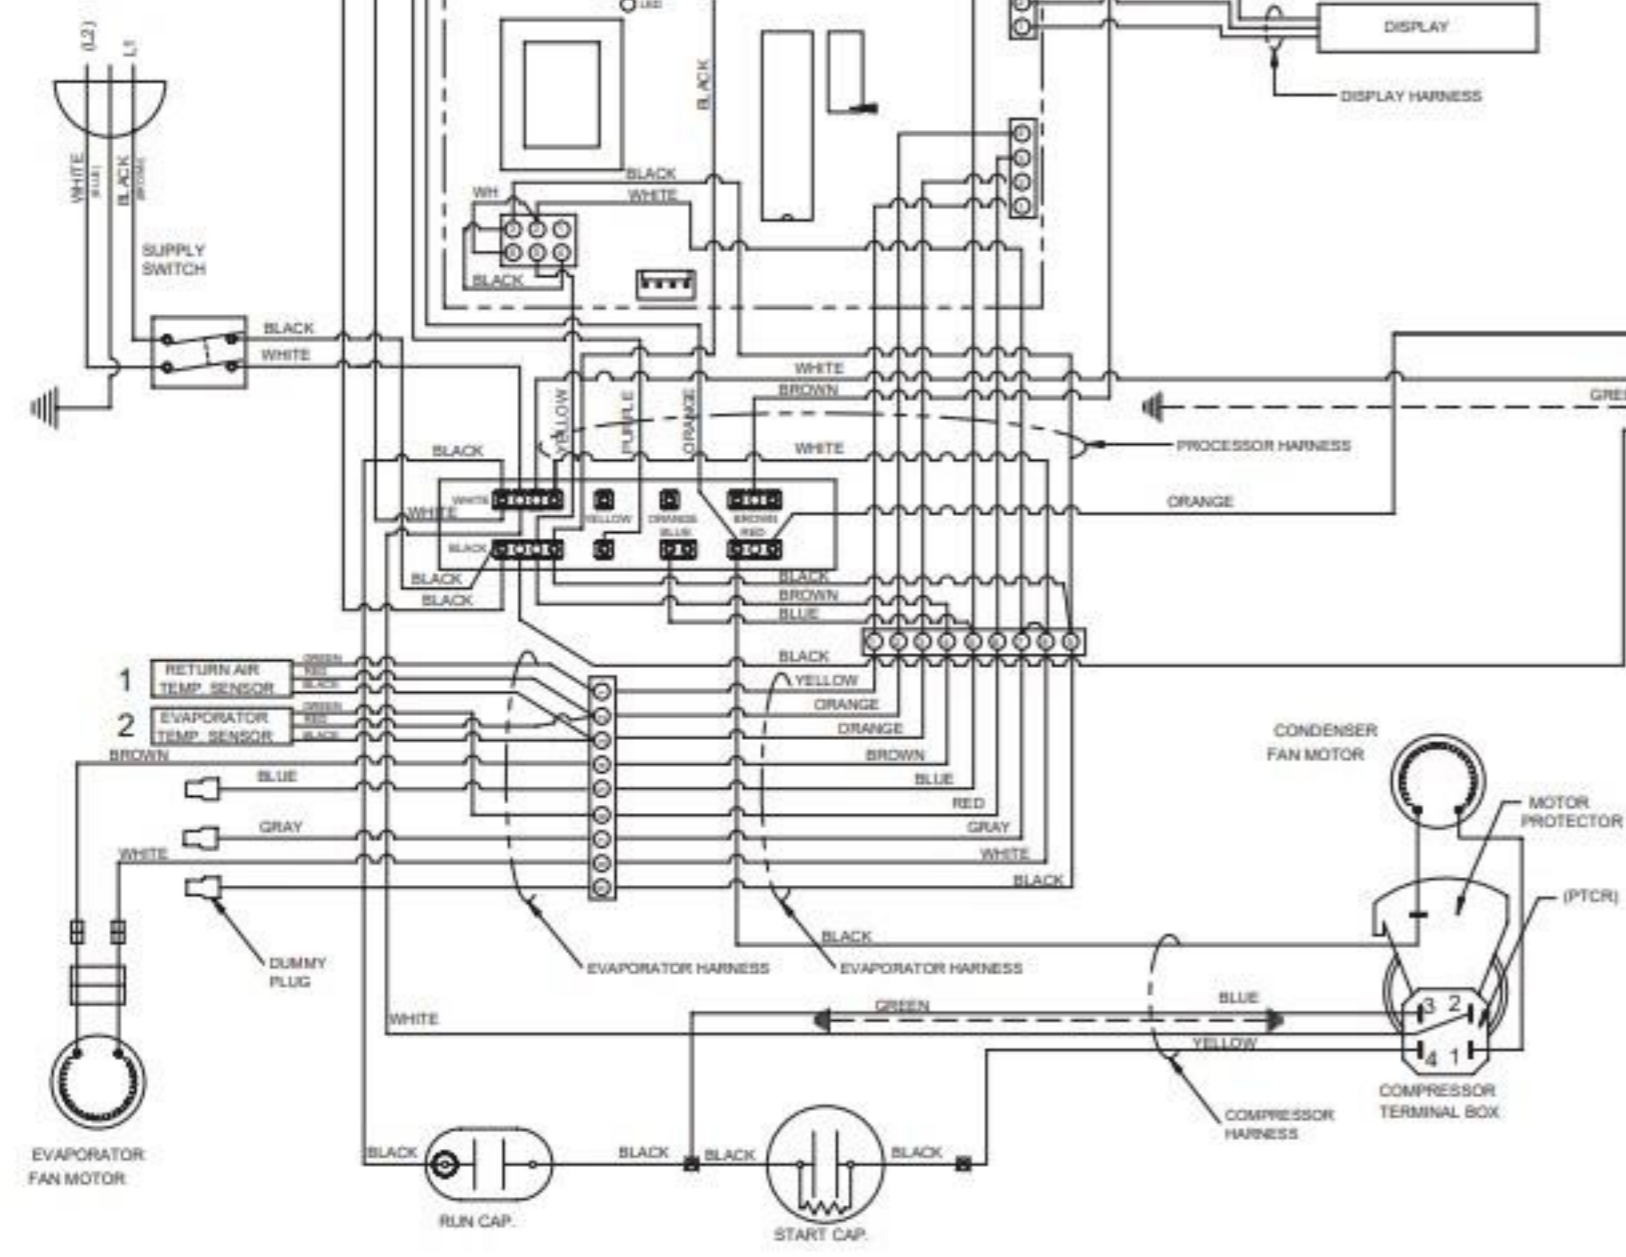 LED
(L2)
L1
DISPLAY
DISPLAY HARNESS
BLACK
WHITE
(BLUE)
BLACK
(BROWN)
BLACK
WH
WHITE
SUPPLY
SWITCH
BLACK
BLACK
WHITE
WHITE
BROWN
GREE
YELLOW
PURPLE
ORANGE
PROCESSOR HARNESS
BLACK
WHITE
WHITE
WHITE
YELLOW
ORANGE
BLUE
BROWN
RED
ORANGE
BLACK
BLACK
BLACK
BLACK
BROWN
BLUE
BLACK
1
RETURN AIR
TEMP. SENSOR
GREEN
RED
BLACK
YELLOW
2
EVAPORATOR
TEMP. SENSOR
GREEN
RED
BLACK
ORANGE
ORANGE
BROWN
BROWN
BLUE
BLUE
RED
GRAY
GRAY
WHITE
WHITE
BLACK
CONDENSER
FAN MOTOR
MOTOR
PROTECTOR
(PTCR)
BLACK
DUMMY
PLUG
EVAPORATOR HARNESS
EVAPORATOR HARNESS
GREEN
BLUE
WHITE
YELLOW
3 2
4 1
COMPRESSOR
TERMINAL BOX
COMPRESSOR
HARNESS
EVAPORATOR
FAN MOTOR
BLACK
BLACK
BLACK
BLACK
RUN CAP.
START CAP.